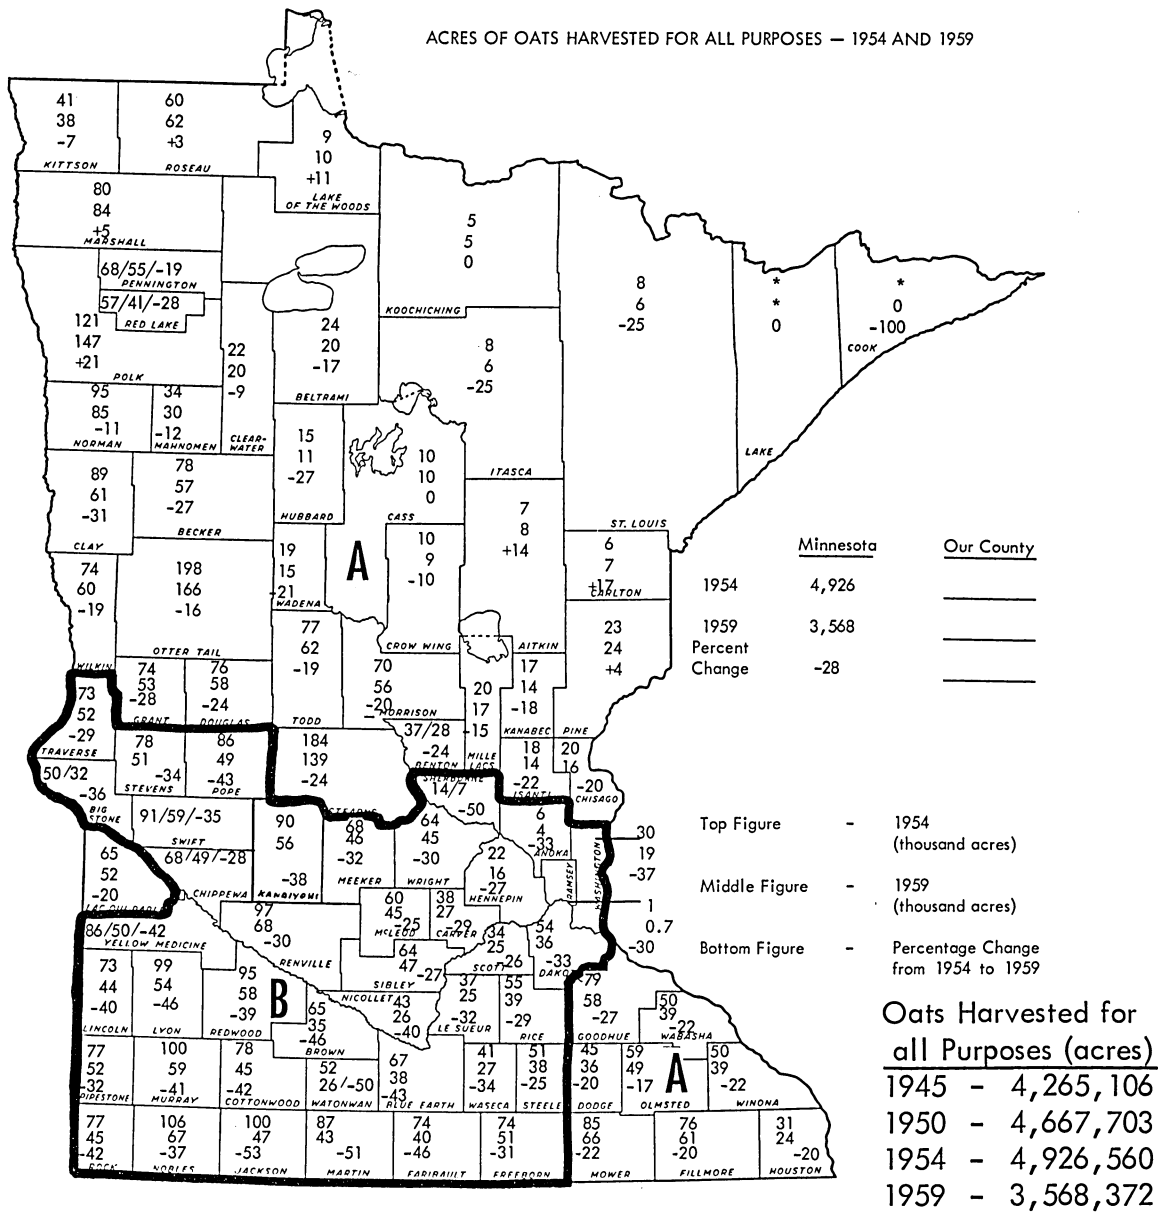 ACRES OF OATS HARVESTED FOR ALL PURPOSES — 1954 AND 1959
41
38
-7
KITTSON
60
62
+3
ROSEAU
9
10
+11
LAKE
OF THE WOODS
80
84
+5
MARSHALL
68/55/-19
PENNINGTON
57/41/-28
RED LAKE
121
147
+21
POLK
22
20
-9
CLEAR-
WATER
24
20
-17
BELTRAMI
5
5
0
KOOCHICHING
8
6
-25
ITASCA
8
6
-25
ST. LOUIS
*
*
0
LAKE
*
0
-100
COOK
95
85
-11
NORMAN
34
30
-12
MAHNOMEN
89
61
-31
CLAY
78
57
-27
BECKER
15
11
-27
HUBBARD
10
10
0
CASS
A
10
9
-10
CROW WING
7
8
+14
AITKIN
6
7
+17
CARLTON
74
60
-19
WILKIN
198
166
-16
OTTER TAIL
19
15
-21
WADENA
77
62
-19
TODD
70
56
-20
MORRISON
20
17
-15
MILLE
LACS
17
14
-18
KANABEC
23
24
+4
PINE
74
53
-28
GRANT
76
58
-24
DOUGLAS
73
52
-29
TRAVERSE
78
51
-34
STEVENS
86
49
-43
POPE
184
139
-24
STEARNS
37/28
-24
BENTON
14/7
-50
SHERBURNE
18
14
-22
ISANTI
20
16
-20
CHISAGO
50/32
-36
BIG
STONE
91/59/-35
SWIFT
68/49/-28
CHIPPEWA
90
56
-38
KANDIYOHI
68
46
-32
MEEKER
64
45
-30
WRIGHT
6
4
-33
ANOKA
22
16
-27
HENNEPIN
RAMSEY
WASHINGTON
30
19
-37
1
0.7
-30
65
52
-20
LAC QUI PARLE
86/50/-42
YELLOW MEDICINE
97
68
-30
RENVILLE
60
45
-25
MCLEOD
38
27
-29
CARVER
34
25
-26
SCOTT
54
36
-33
DAKOTA
64
47
-27
SIBLEY
73
44
-40
LINCOLN
99
54
-46
LYON
95
58
-39
REDWOOD
B
65
35
-46
BROWN
NICOLLET
43
26
-40
37
25
-32
LE SUEUR
55
39
-29
RICE
79
58
-27
GOODHUE
50
39
-22
WABASHA
77
52
-32
PIPESTONE
100
59
-41
MURRAY
78
45
-42
COTTONWOOD
52
26/-50
WATONWAN
67
38
-43
BLUE EARTH
41
27
-34
WASECA
51
38
-25
STEELE
45
36
-20
DODGE
59
49
-17
OLMSTED
A
50
39
-22
WINONA
77
45
-42
ROCK
106
67
-37
NOBLES
100
47
-53
JACKSON
87
43
-51
MARTIN
74
40
-46
FARIBAULT
74
51
-31
FREEBORN
85
66
-22
MOWER
76
61
-20
FILLMORE
31
24
-20
HOUSTON
Minnesota Our County
1954 4,926
1959 3,568
Percent
Change -28
Top Figure - 1954
(thousand acres)
Middle Figure - 1959
(thousand acres)
Bottom Figure - Percentage Change
from 1954 to 1959
Oats Harvested for
all Purposes (acres)
1945 - 4,265,106
1950 - 4,667,703
1954 - 4,926,560
1959 - 3,568,372